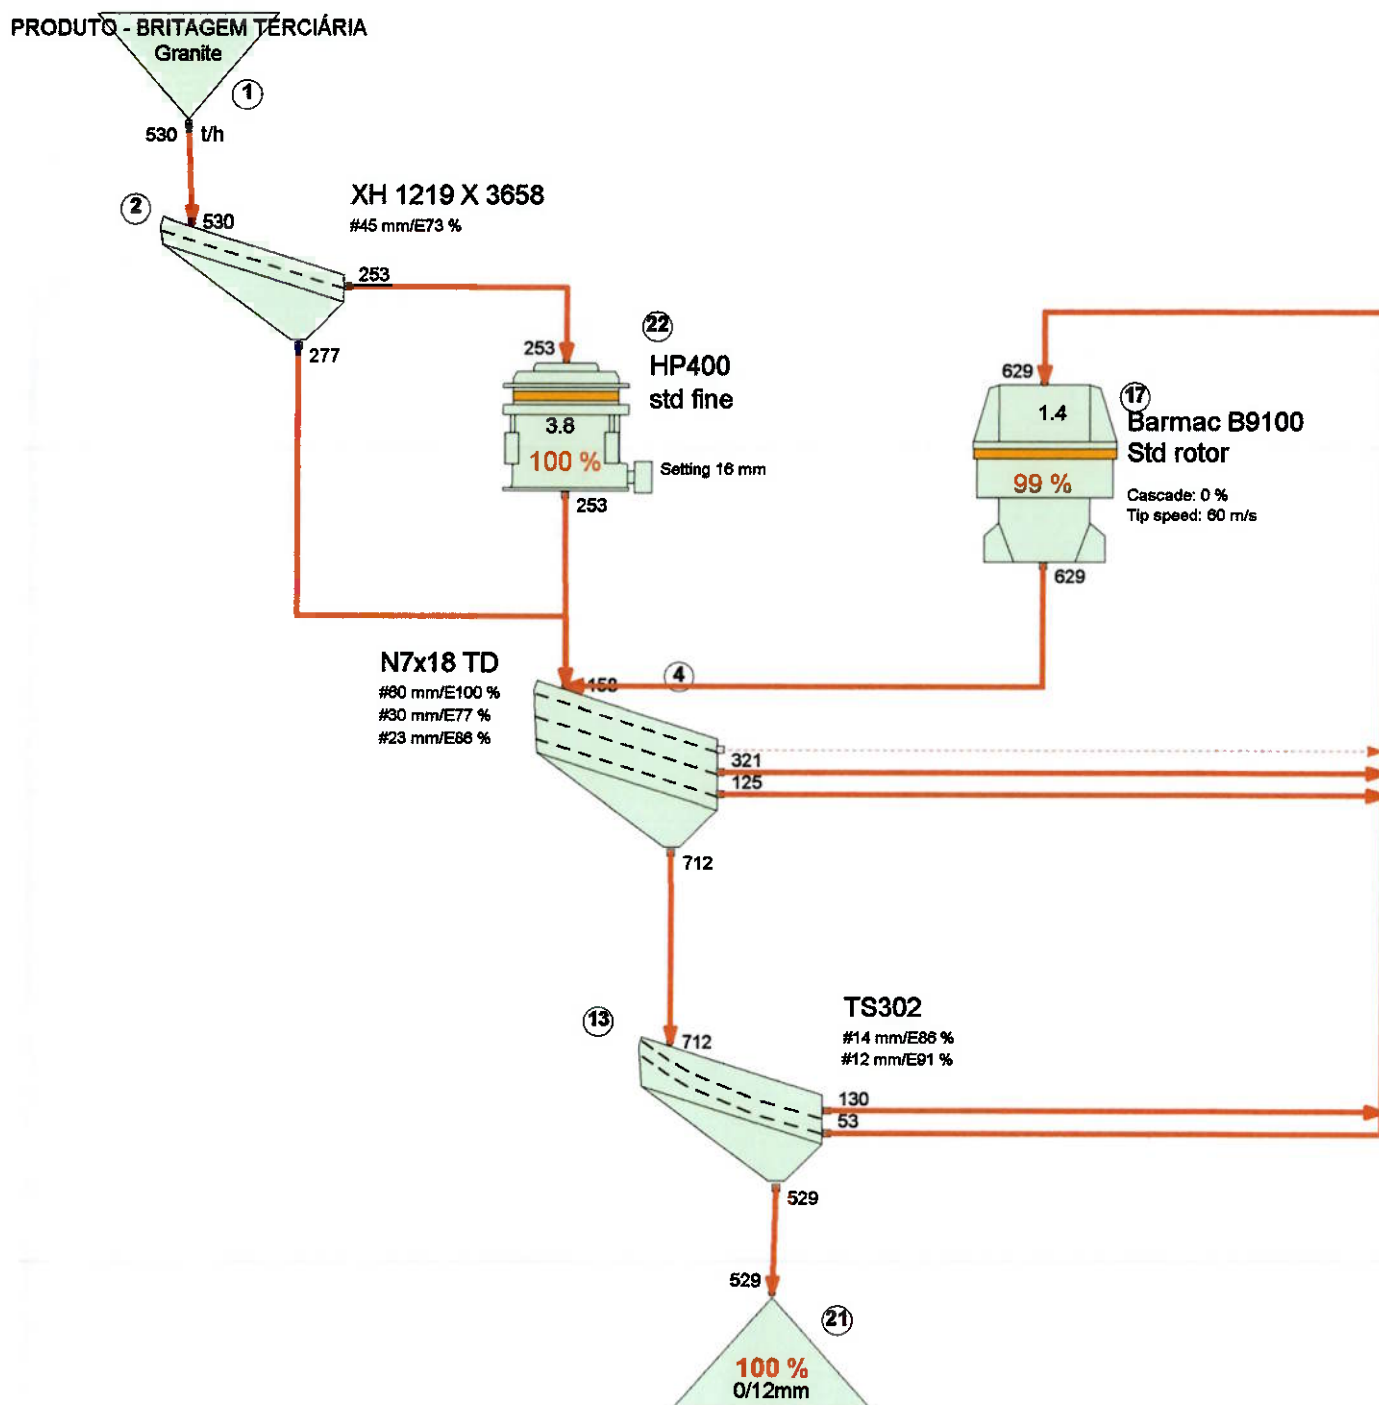 PRODUTO - BRITAGEM TERCIÁRIA
Granite
1
530 t/h
2
530
XH 1219 X 3658
#45 mm/E73 %
253
277
22
253
HP400
std fine
3.8
100 %
Setting 16 mm
253
629
17
1.4
Barmac B9100
Std rotor
99 %
Cascade: 0 %
Tip speed: 60 m/s
629
N7x18 TD
#60 mm/E100 %
#30 mm/E77 %
#23 mm/E86 %
4
321
125
712
13
712
TS302
#14 mm/E86 %
#12 mm/E91 %
130
53
529
529
21
100 %
0/12mm